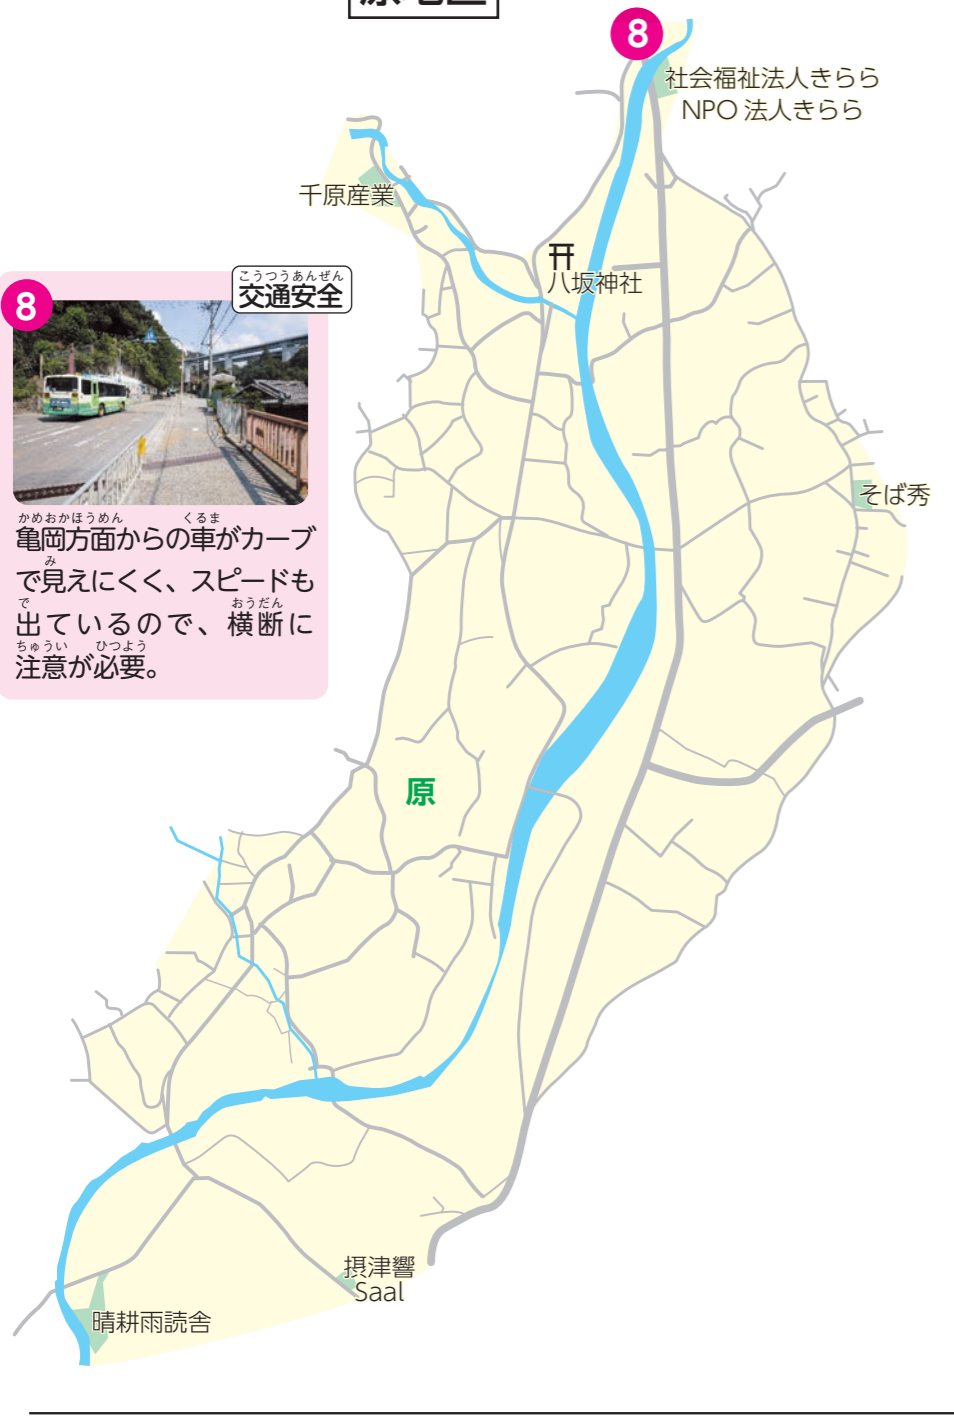 原地区
8
社会福祉法人きらら
NPO 法人きらら
千原産業
八坂神社
こうつうあんぜん
交通安全
8
かめおかほうめん くるま
亀岡方面からの車がカーブ
み
で見えにくく、スピードも
で おうだん
出ているので、横断に
ちゅうい ひつよう
注意が必要。
そば秀
原
摂津響
Saal
晴耕雨読舎